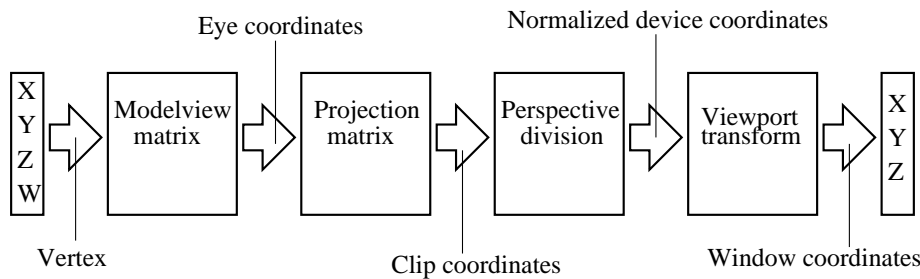 Eye coordinates
Normalized device coordinates
X
Y
Z
W
Modelview
matrix
Projection
matrix
Perspective
division
Viewport
transform
X
Y
Z
Vertex
Clip coordinates
Window coordinates